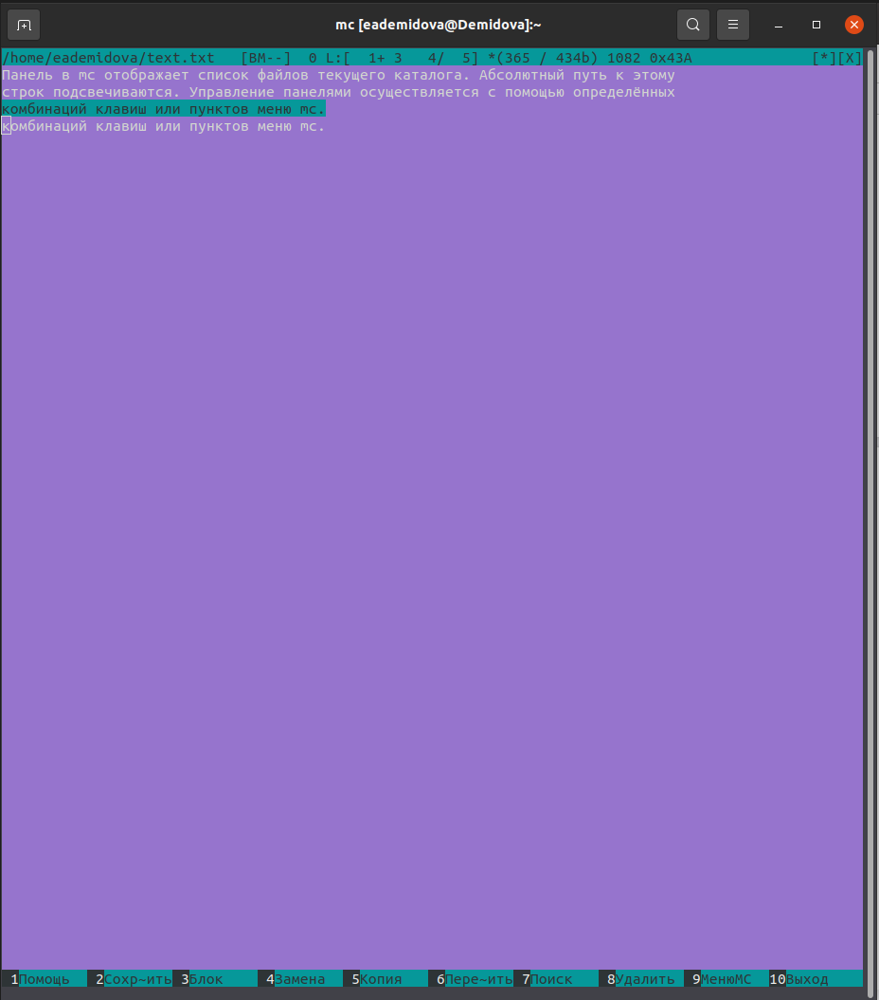 mc [eademidova@Demidova]:~
/home/eademidova/text.txt [BM--] 0 L:[ 1+ 3 4/ 5] *(365 / 434b) 1082 0x43A [*][X]
Панель в mc отображает список файлов текущего каталога. Абсолютный путь к этому
строк подсвечиваются. Управление панелями осуществляется с помощью определённых
комбинаций клавиш или пунктов меню mc.
комбинаций клавиш или пунктов меню mc.
1Помощь 2Сохр~ить 3Блок 4Замена 5Копия 6Пере~ить 7Поиск 8Удалить 9МенюMC 10Выход